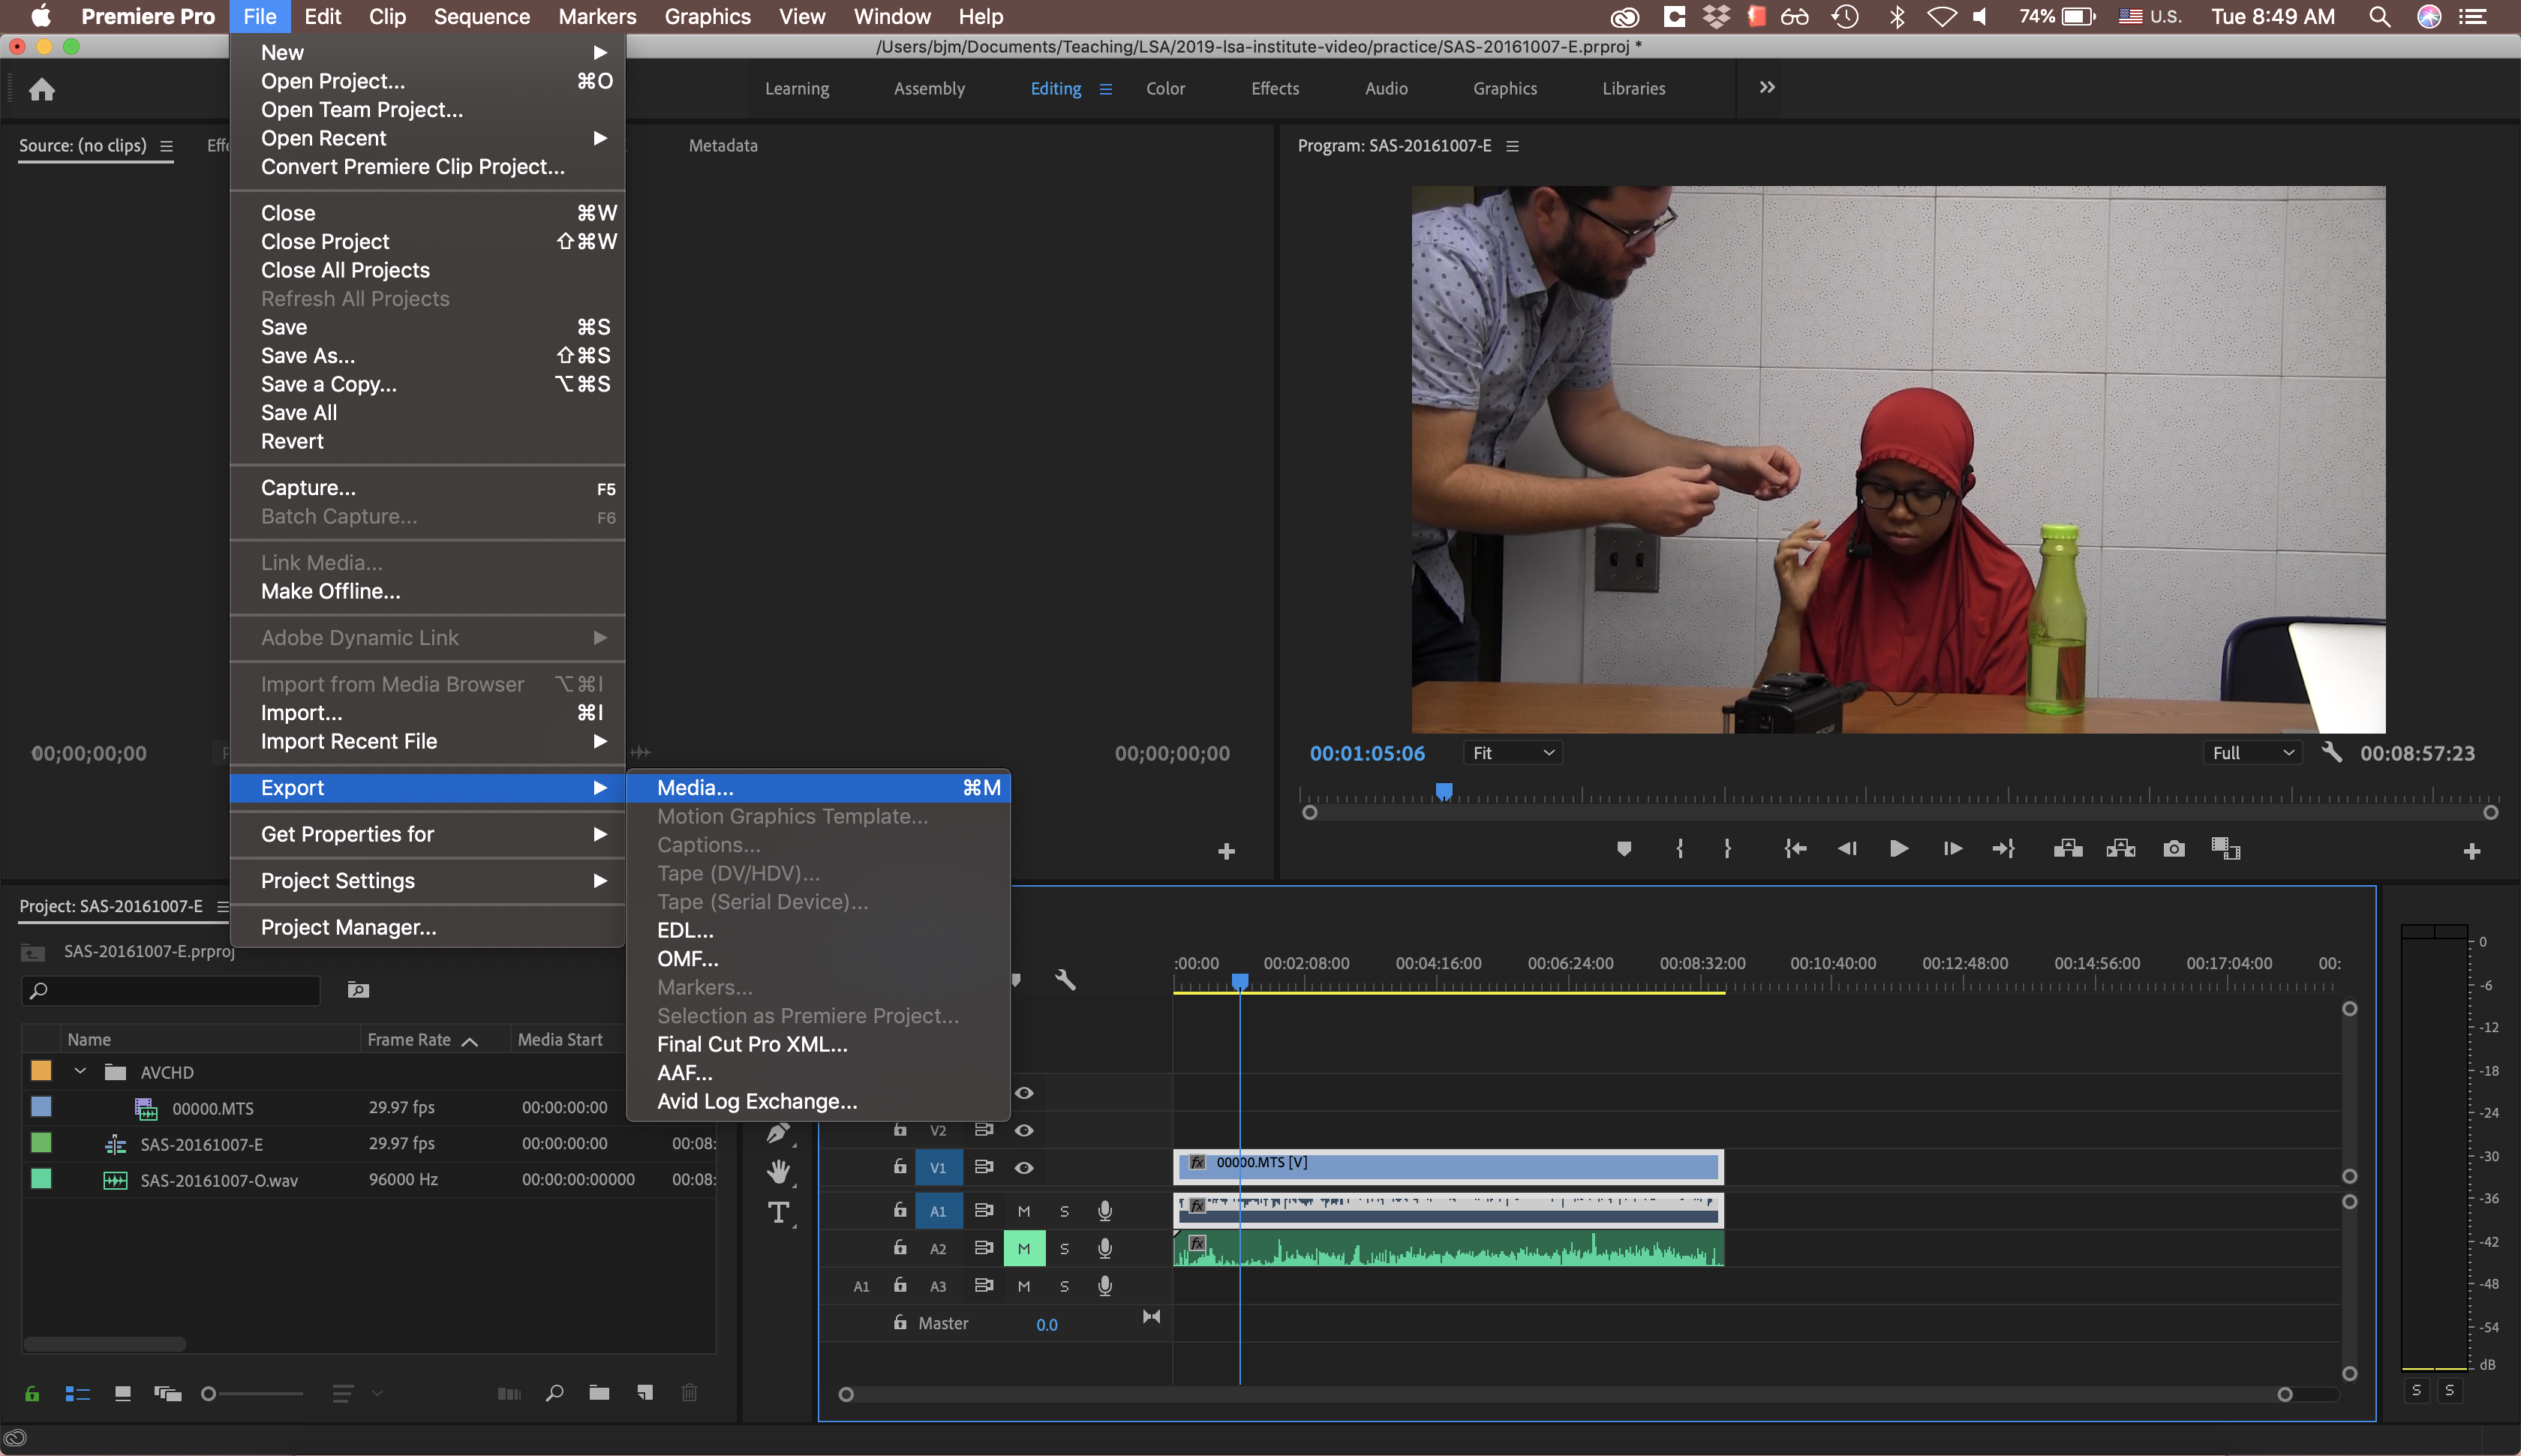 Premiere Pro File Edit Clip Sequence Markers Graphics View Window Help 74% U.S. Tue 8:49 AM
/Users/bjm/Documents/Teaching/LSA/2019-lsa-institute-video/practice/SAS-20161007-E.prproj *
New
Open Project... ⌘O
Open Team Project...
Open Recent
Convert Premiere Clip Project...
Close ⌘W
Close Project ⇧⌘W
Close All Projects
Refresh All Projects
Save ⌘S
Save As... ⇧⌘S
Save a Copy... ⌥⌘S
Save All
Revert
Capture... F5
Batch Capture... F6
Link Media...
Make Offline...
Adobe Dynamic Link
Import from Media Browser ⌥⌘I
Import... ⌘I
Import Recent File
Export
Get Properties for
Project Settings
Project Manager...
Media... ⌘M
Motion Graphics Template...
Captions...
Tape (DV/HDV)...
Tape (Serial Device)...
EDL...
OMF...
Markers...
Selection as Premiere Project...
Final Cut Pro XML...
AAF...
Avid Log Exchange...
Learning Assembly Editing Color Effects Audio Graphics Libraries
Source: (no clips) Effe Metadata
00;00;00;00 00;00;00;00
Program: SAS-20161007-E
00:01:05:06 Fit Full 00:08:57:23
Project: SAS-20161007-E
SAS-20161007-E.prproj
Name Frame Rate Media Start
AVCHD
00000.MTS 29.97 fps 00:00:00:00
SAS-20161007-E 29.97 fps 00:00:00:00 00:08:
SAS-20161007-O.wav 96000 Hz 00:00:00:00000 00:08:
:00:00 00:02:08:00 00:04:16:00 00:06:24:00 00:08:32:00 00:10:40:00 00:12:48:00 00:14:56:00 00:17:04:00 00:
V2
V1 fx 00000.MTS [V]
A1 M S fx
A2 M S fx
A1 A3 M S
Master 0.0
T
0
-6
-12
-18
-24
-30
-36
-42
-48
-54
dB
S S